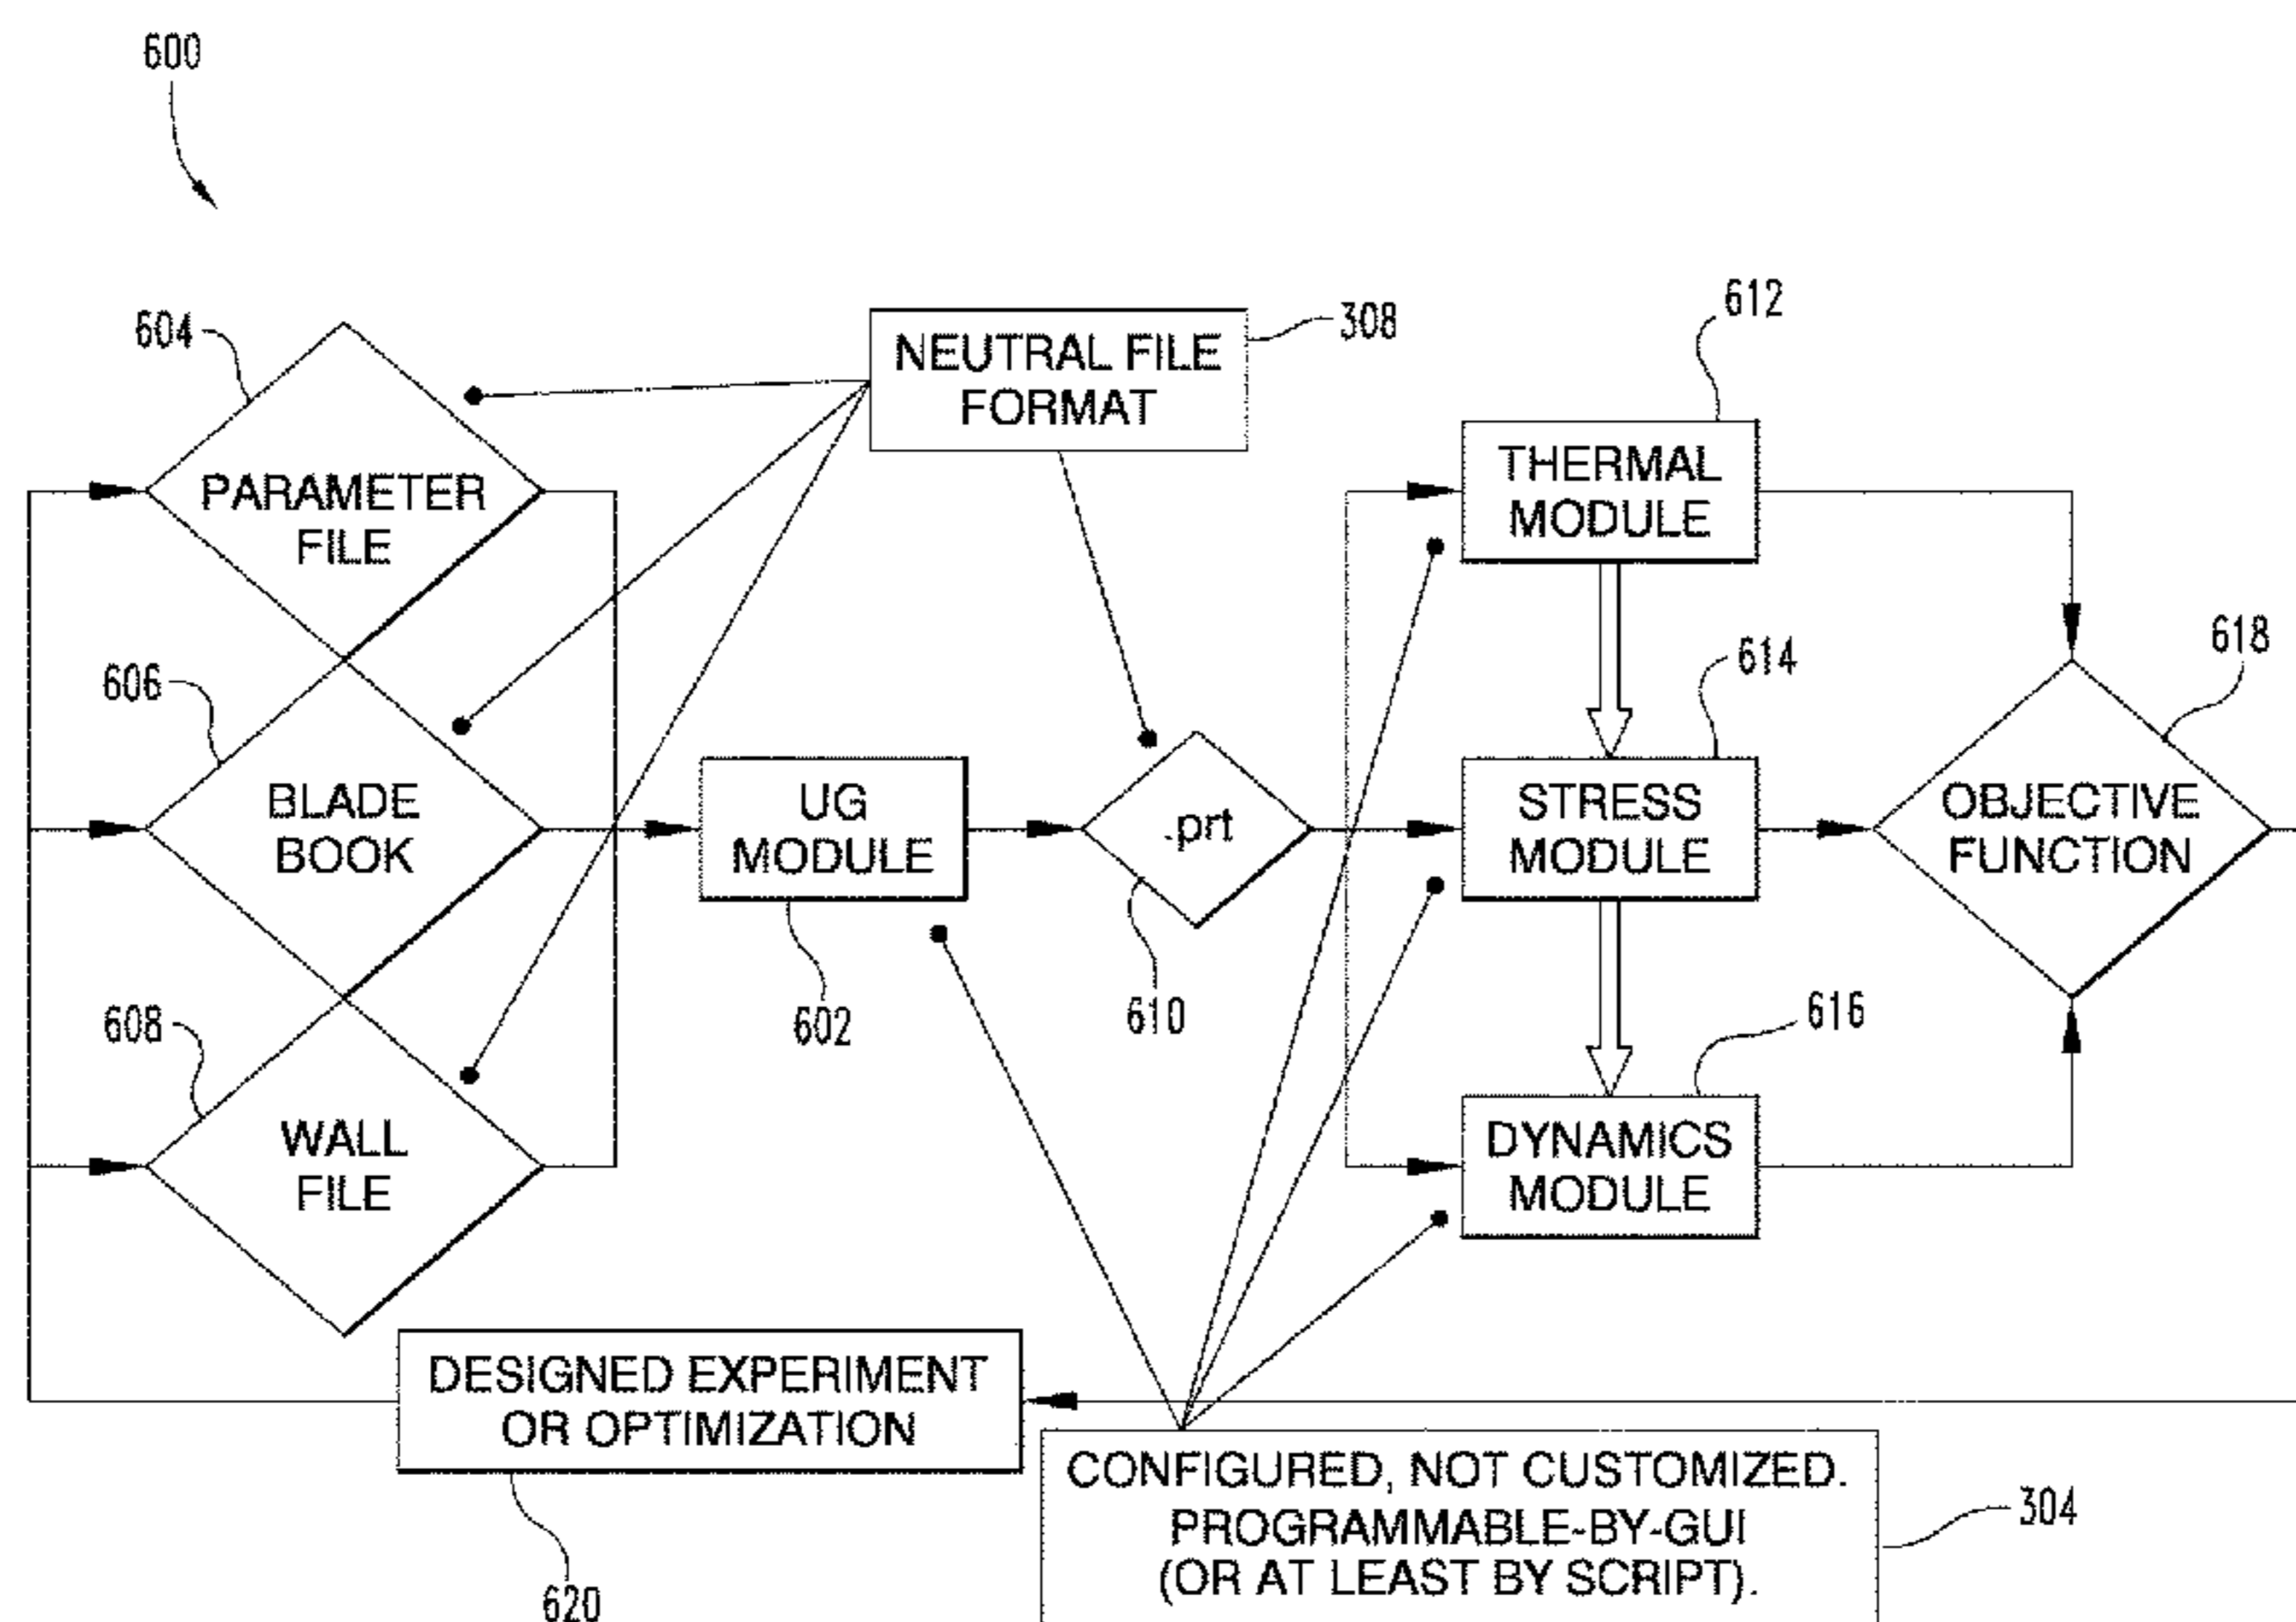 600
604
PARAMETER
FILE
NEUTRAL FILE
FORMAT
308
612
THERMAL
MODULE
606
BLADE
BOOK
UG
MODULE
602
.prt
610
614
STRESS
MODULE
618
OBJECTIVE
FUNCTION
608
WALL
FILE
616
DYNAMICS
MODULE
DESIGNED EXPERIMENT
OR OPTIMIZATION
620
CONFIGURED, NOT CUSTOMIZED.
PROGRAMMABLE-BY-GUI
(OR AT LEAST BY SCRIPT).
304